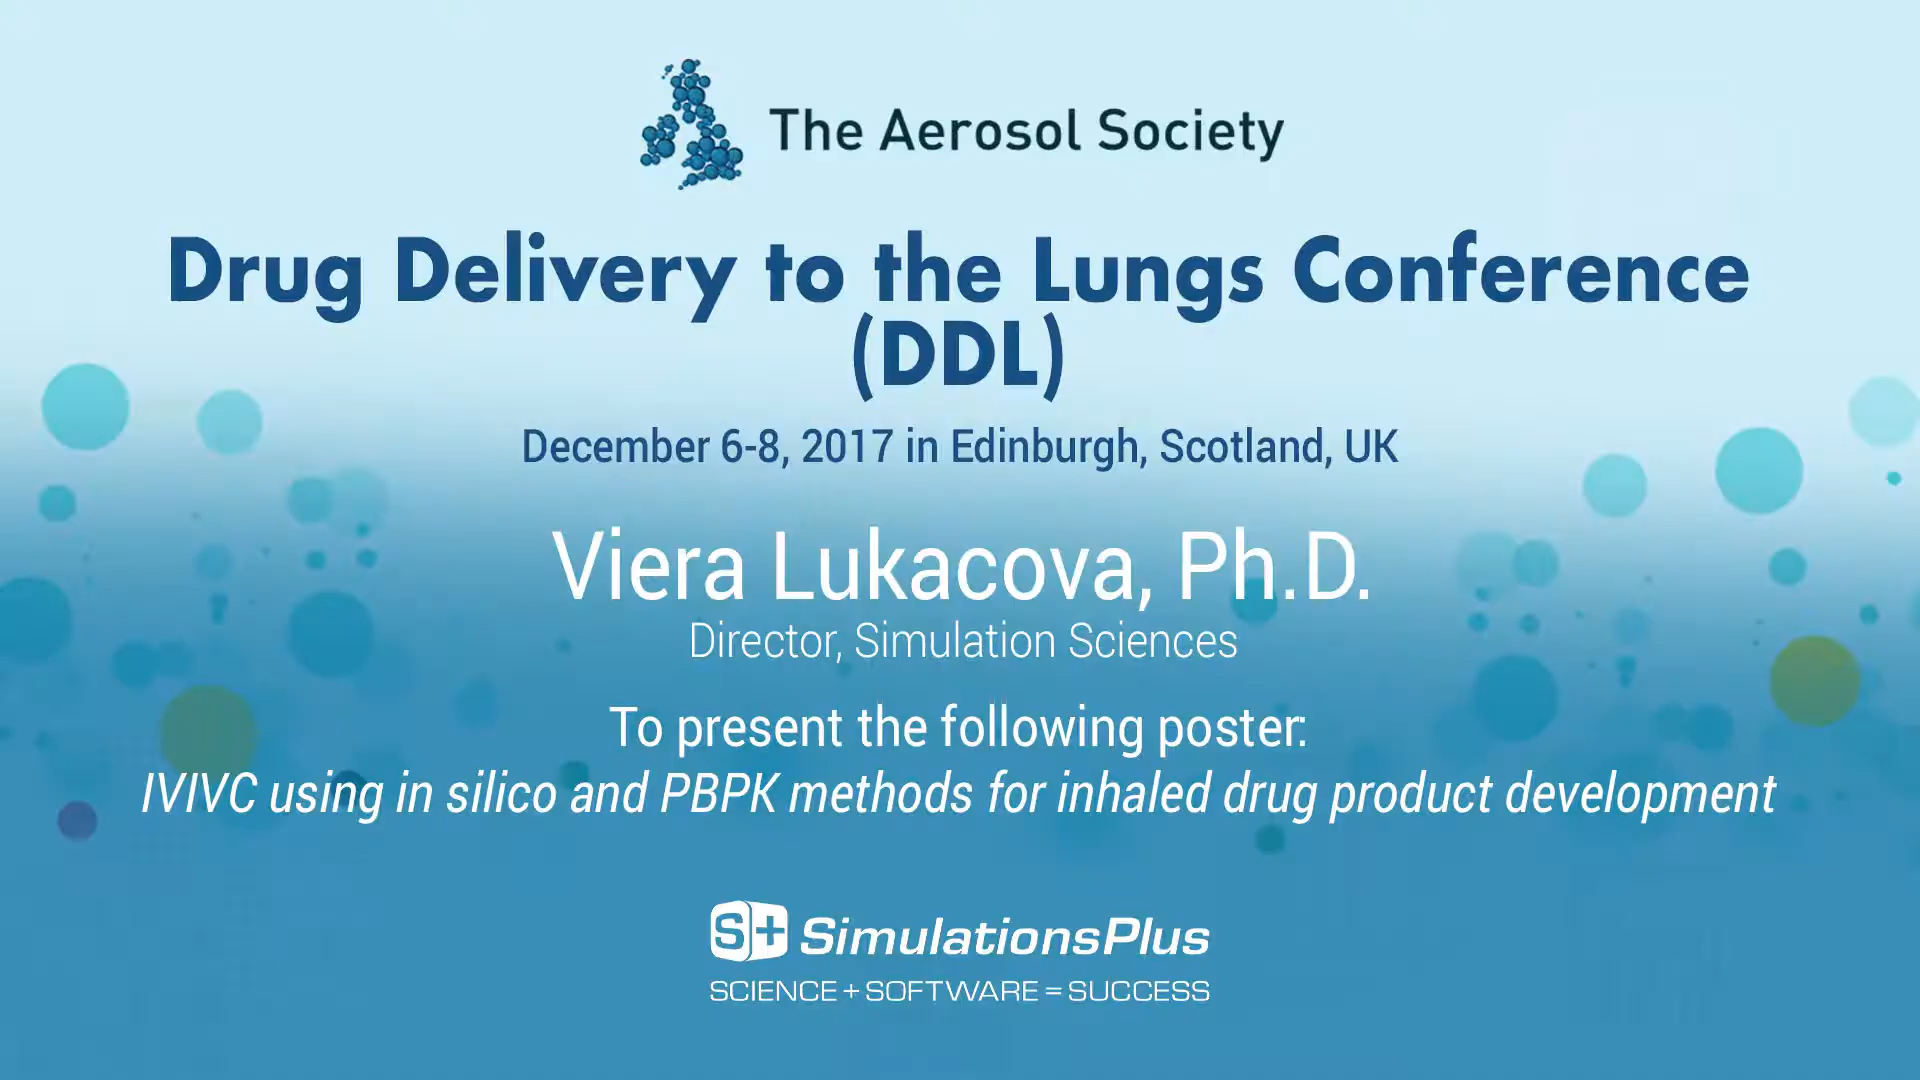 The Aerosol Society
Drug Delivery to the Lungs Conference
(DDL)
December 6-8, 2017 in Edinburgh, Scotland, UK
Viera Lukacova, Ph.D.
Director, Simulation Sciences
To present the following poster:
IVIVC using in silico and PBPK methods for inhaled drug product development
S+ SimulationsPlus
SCIENCE + SOFTWARE = SUCCESS